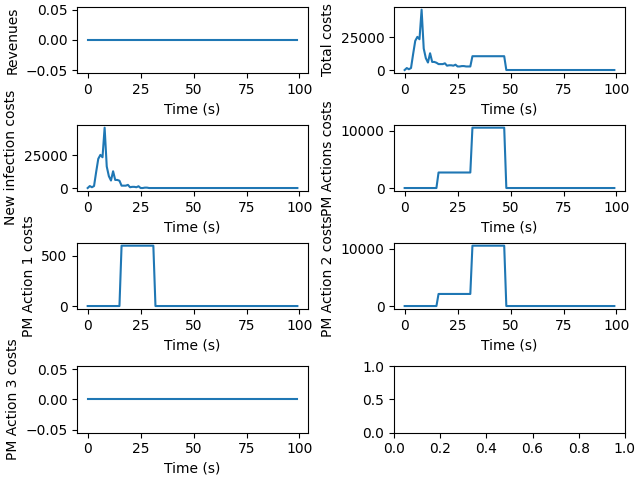 Revenues
0.05
0.00
−0.05
0 25 50 75 100
Time (s)
Total costs
25000
0
0 25 50 75 100
Time (s)
New infection costs
25000
0
0 25 50 75 100
Time (s)
PM Actions costs
10000
0
0 25 50 75 100
Time (s)
PM Action 1 costs
500
0
0 25 50 75 100
Time (s)
PM Action 2 costs
10000
0
0 25 50 75 100
Time (s)
PM Action 3 costs
0.05
0.00
−0.05
0 25 50 75 100
Time (s)
1.0
0.5
0.0
0.0 0.2 0.4 0.6 0.8 1.0